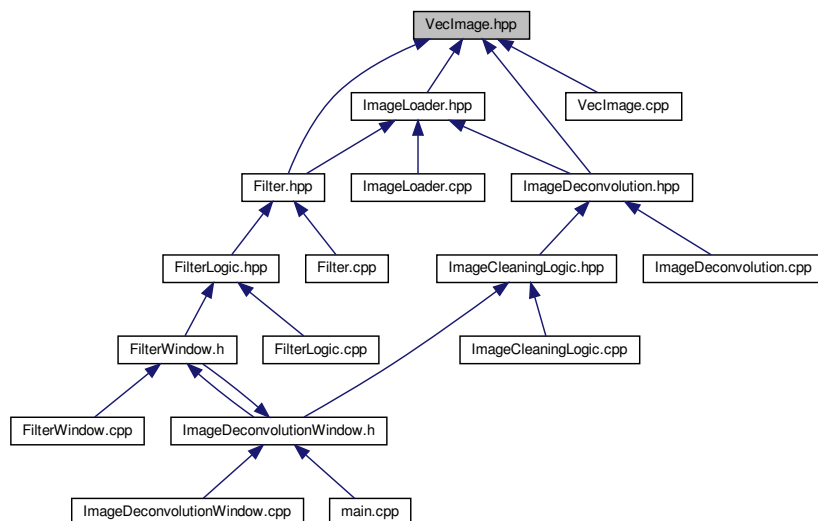 VecImage.hpp
ImageLoader.hpp
VecImage.cpp
Filter.hpp
ImageLoader.cpp
ImageDeconvolution.hpp
FilterLogic.hpp
Filter.cpp
ImageCleaningLogic.hpp
ImageDeconvolution.cpp
FilterWindow.h
FilterLogic.cpp
ImageCleaningLogic.cpp
FilterWindow.cpp
ImageDeconvolutionWindow.h
ImageDeconvolutionWindow.cpp
main.cpp